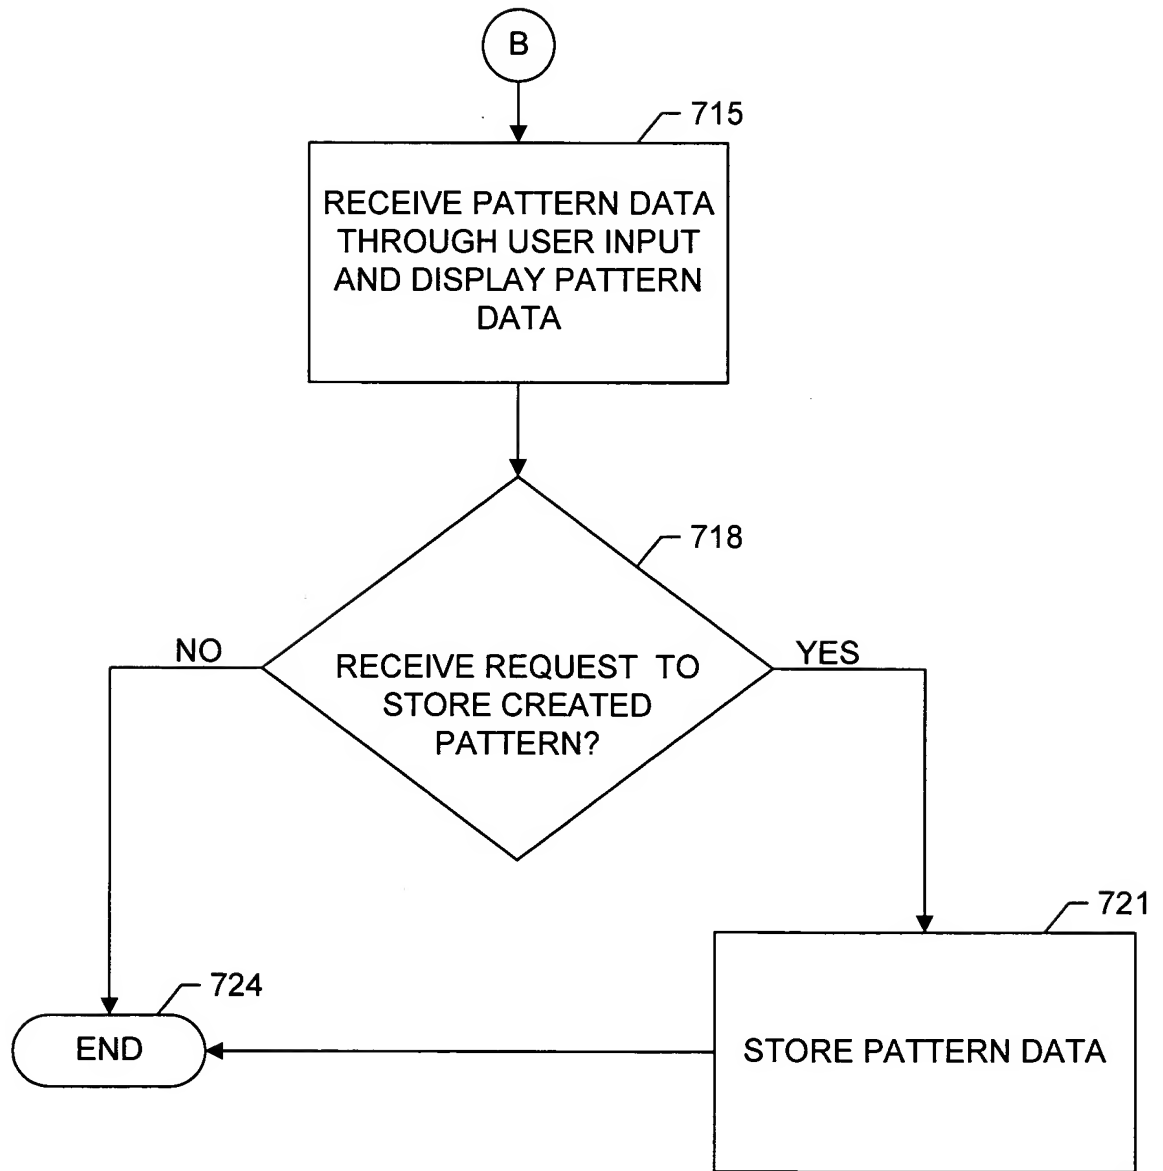 B
715
RECEIVE PATTERN DATA
THROUGH USER INPUT
AND DISPLAY PATTERN
DATA
718
NO
YES
RECEIVE REQUEST TO
STORE CREATED
PATTERN?
721
724
END
STORE PATTERN DATA